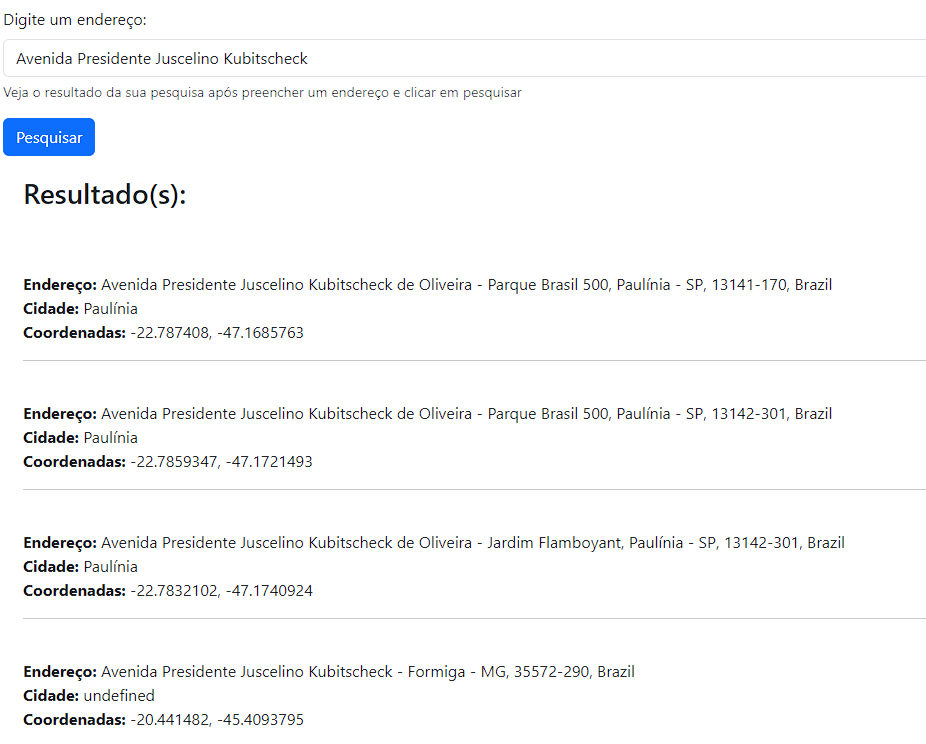 Digite um endereço:
Avenida Presidente Juscelino Kubitscheck
Veja o resultado da sua pesquisa após preencher um endereço e clicar em pesquisar
Pesquisar
Resultado(s):
Endereço: Avenida Presidente Juscelino Kubitscheck de Oliveira - Parque Brasil 500, Paulínia - SP, 13141-170, Brazil
Cidade: Paulínia
Coordenadas: -22.787408, -47.1685763
Endereço: Avenida Presidente Juscelino Kubitscheck de Oliveira - Parque Brasil 500, Paulínia - SP, 13142-301, Brazil
Cidade: Paulínia
Coordenadas: -22.7859347, -47.1721493
Endereço: Avenida Presidente Juscelino Kubitscheck de Oliveira - Jardim Flamboyant, Paulínia - SP, 13142-301, Brazil
Cidade: Paulínia
Coordenadas: -22.7832102, -47.1740924
Endereço: Avenida Presidente Juscelino Kubitscheck - Formiga - MG, 35572-290, Brazil
Cidade: undefined
Coordenadas: -20.441482, -45.4093795